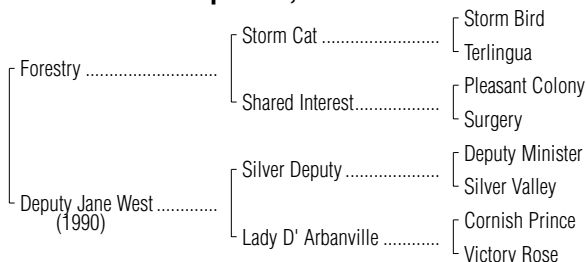 Storm Bird
Storm Cat ........................
Terlingua
Forestry ...........................
Pleasant Colony
Shared Interest.................
Surgery
Deputy Minister
Silver Deputy ...................
Silver Valley
Deputy Jane West ............
(1990)
Cornish Prince
Lady D' Arbanville ............
Victory Rose